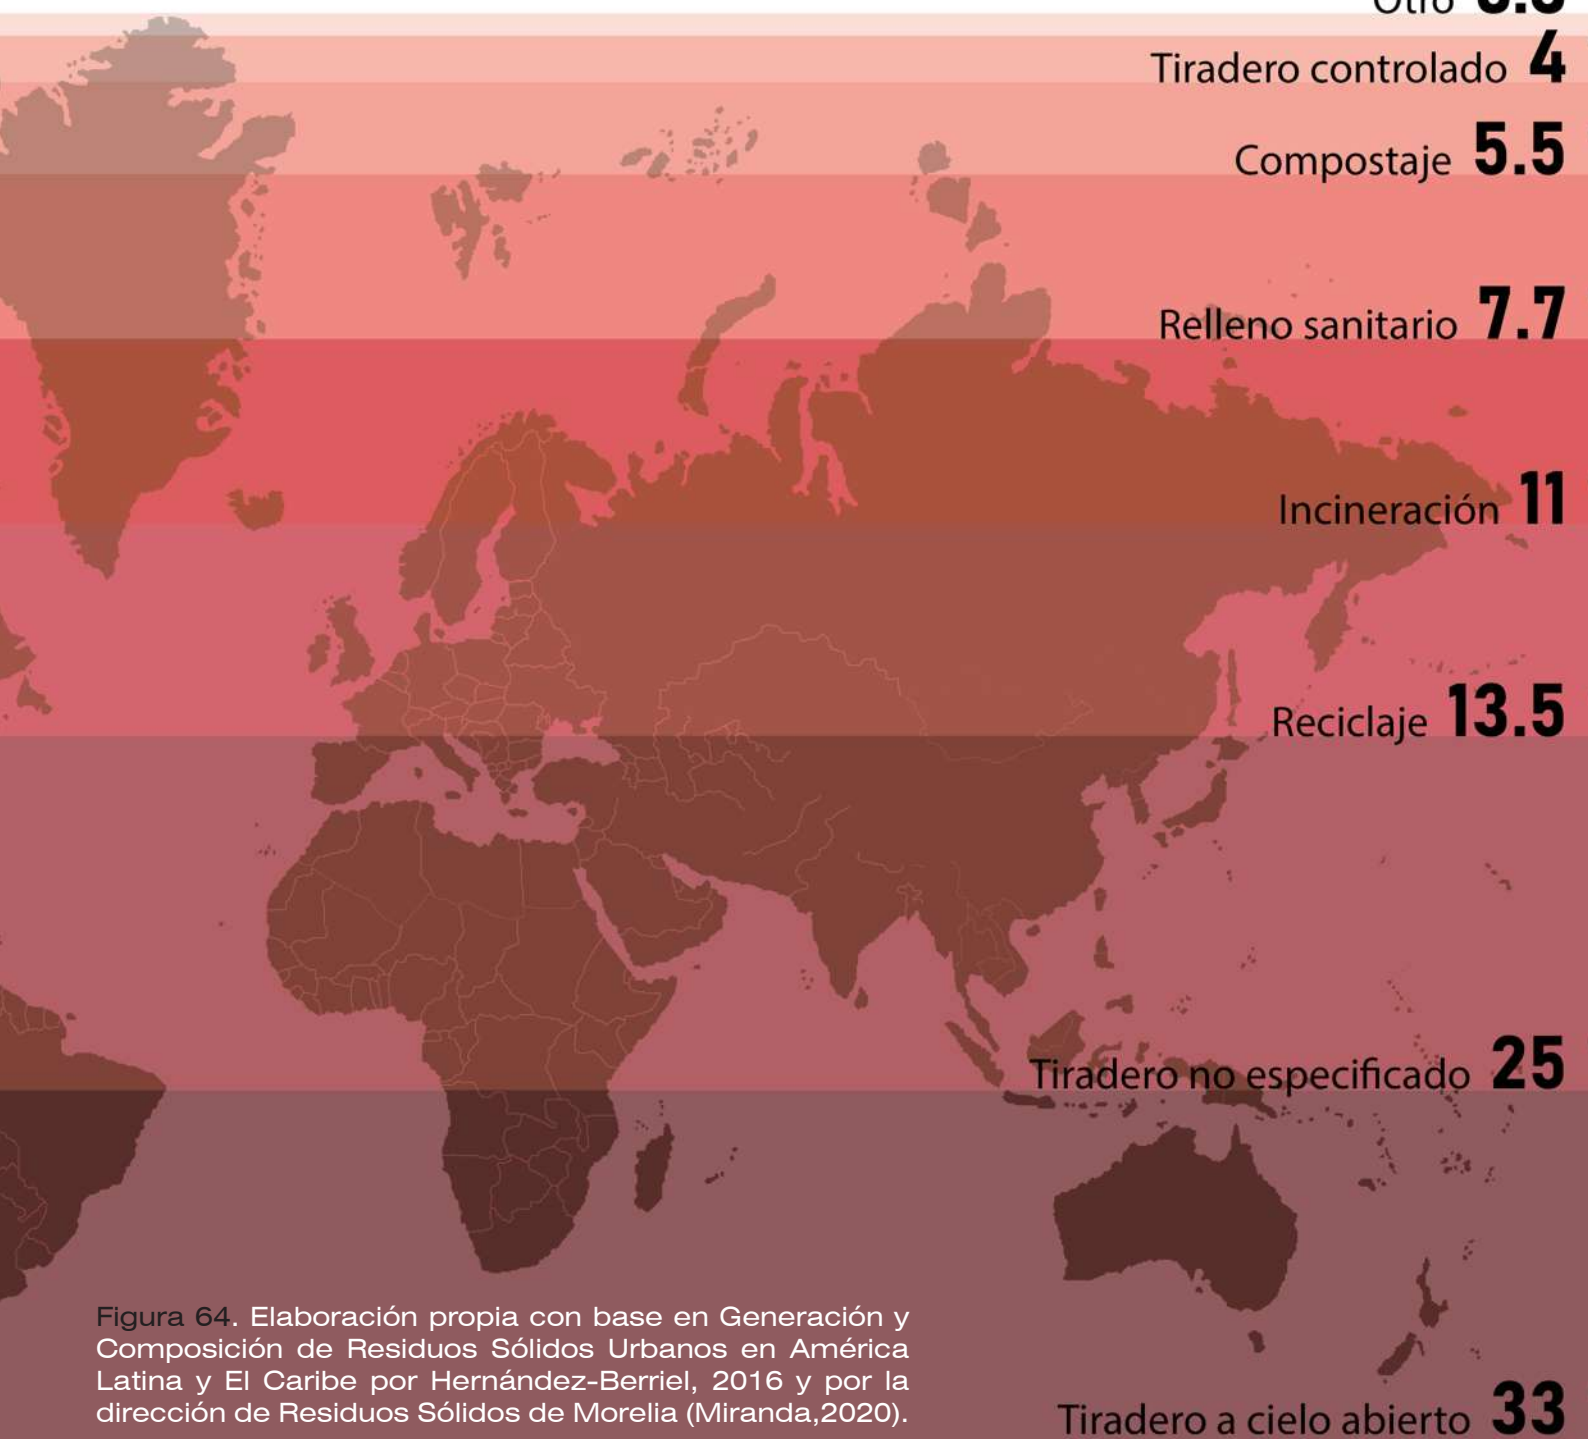 Otro
Tiradero controlado 4
Compostaje 5.5
Relleno sanitario 7.7
Incineración 11
Reciclaje 13.5
Tiradero no especificado 25
Figura 64. Elaboración propia con base en Generación y
Composición de Residuos Sólidos Urbanos en América
Latina y El Caribe por Hernández-Berriel, 2016 y por la
dirección de Residuos Sólidos de Morelia (Miranda,2020).
Tiradero a cielo abierto 33